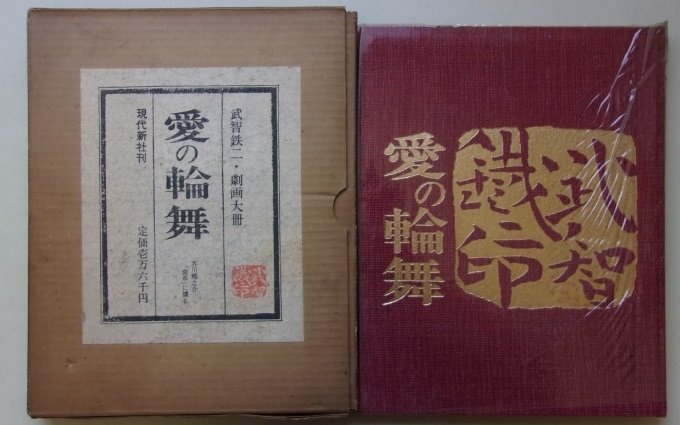 武智鉄二・劇画大冊
愛の輪舞
現代新社刊
定価壱万六千円
武智
鐵印
愛の輪舞